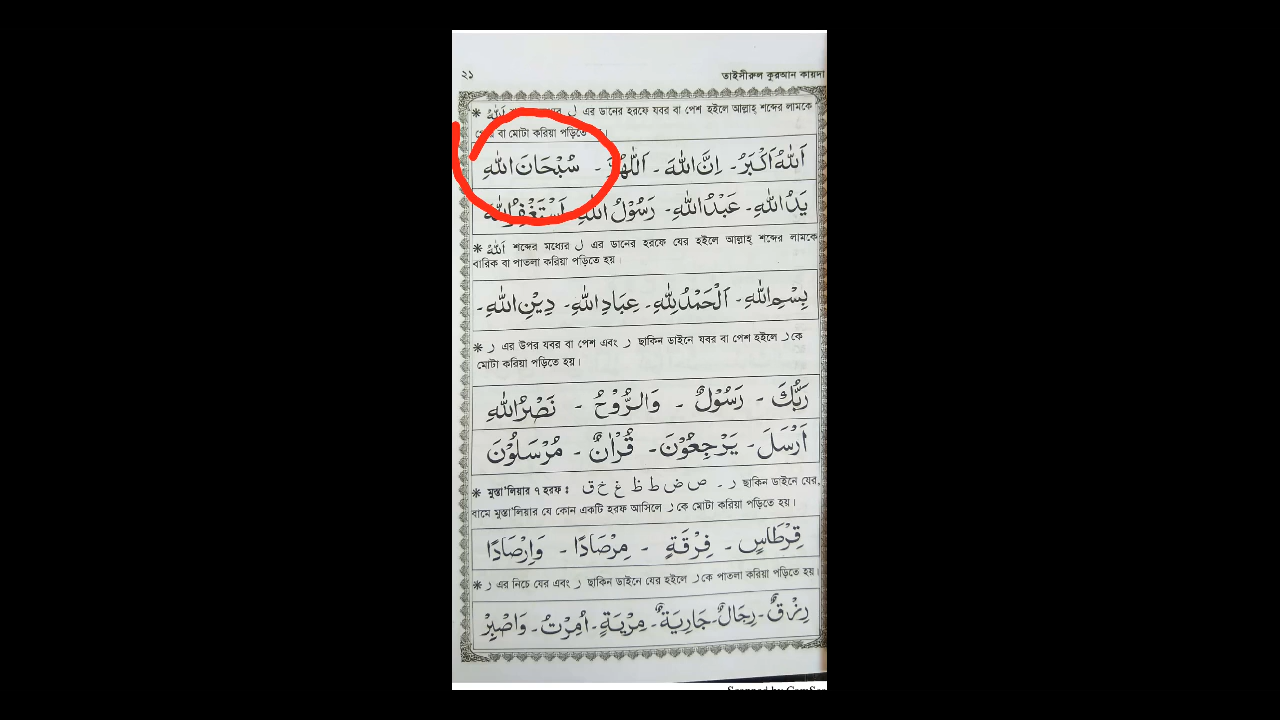 ২১ তাইসীরুল কুরআন কায়দা
* اَللّٰهُ ل এর ডানের হরফে যবর বা পেশ হইলে আল্লাহ্ শব্দের লামকে
বা মোটা করিয়া পড়িতে
اَللّٰهُ اَكْبَرُ ـ اِنَّ اللّٰهَ ـ اَللّٰهُمَّ ـ سُبْحَانَ اللّٰهِ
يَدُ اللّٰهِ ـ عَبْدُ اللّٰهِ ـ رَسُوْلُ اللّٰهِ اَسْتَغْفِرُ اللّٰهَ
* اَللّٰهُ শব্দের মধ্যের ل এর ডানের হরফে যের হইলে আল্লাহ্ শব্দের লামকে
বারিক বা পাতলা করিয়া পড়িতে হয়।
بِسْمِ اللّٰهِ ـ اَلْحَمْدُ لِلّٰهِ ـ عِبَادِ اللّٰهِ ـ دِيْنِ اللّٰهِ ـ
* ر এর উপর যবর বা পেশ এবং ر ছাকিন ডাইনে যবর বা পেশ হইলে ر কে
মোটা করিয়া পড়িতে হয়।
رَبُّكَ ـ رَسُوْلٌ ـ وَالرُّوْحُ ـ نَصْرُ اللّٰهِ
اَرْسَلَ ـ يَرْجِعُوْنَ ـ قُرْاٰنٌ ـ مُرْسَلُوْنَ
* মুস্তা'লিয়ার ৭ হরফ : ر ـ ص ض ط ظ غ خ ق ছাকিন ডাইনে যের,
বামে মুস্তা'লিয়ার যে কোন একটি হরফ আসিলে ر কে মোটা করিয়া পড়িতে হয়।
قِرْطَاسٍ ـ فِرْقَةٍ ـ مِرْصَادًا ـ وَاِرْصَادًا
* ر এর নিচে যের এবং ر ছাকিন ডাইনে যের হইলে ر কে পাতলা করিয়া পড়িতে হয়।
رِزْقٌ ـ رِجَالٌ ـ جَارِيَةٌ ـ مِرْيَةٍ ـ اُمِرْتُ ـ وَاصْبِرْ